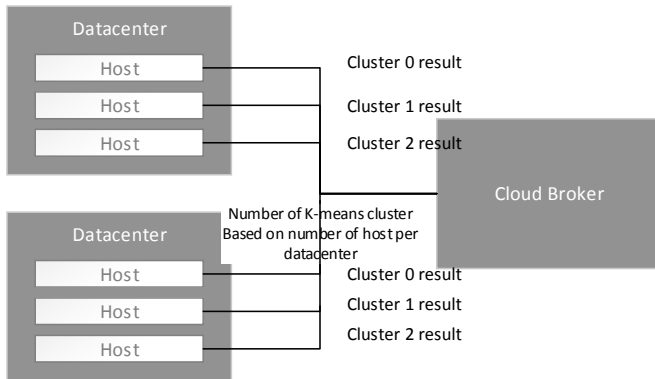 Datacenter
Host
Host
Host
Cluster 0 result
Cluster 1 result
Cluster 2 result
Cloud Broker
Number of K-means cluster
Based on number of host per
datacenter
Datacenter
Host
Host
Host
Cluster 0 result
Cluster 1 result
Cluster 2 result